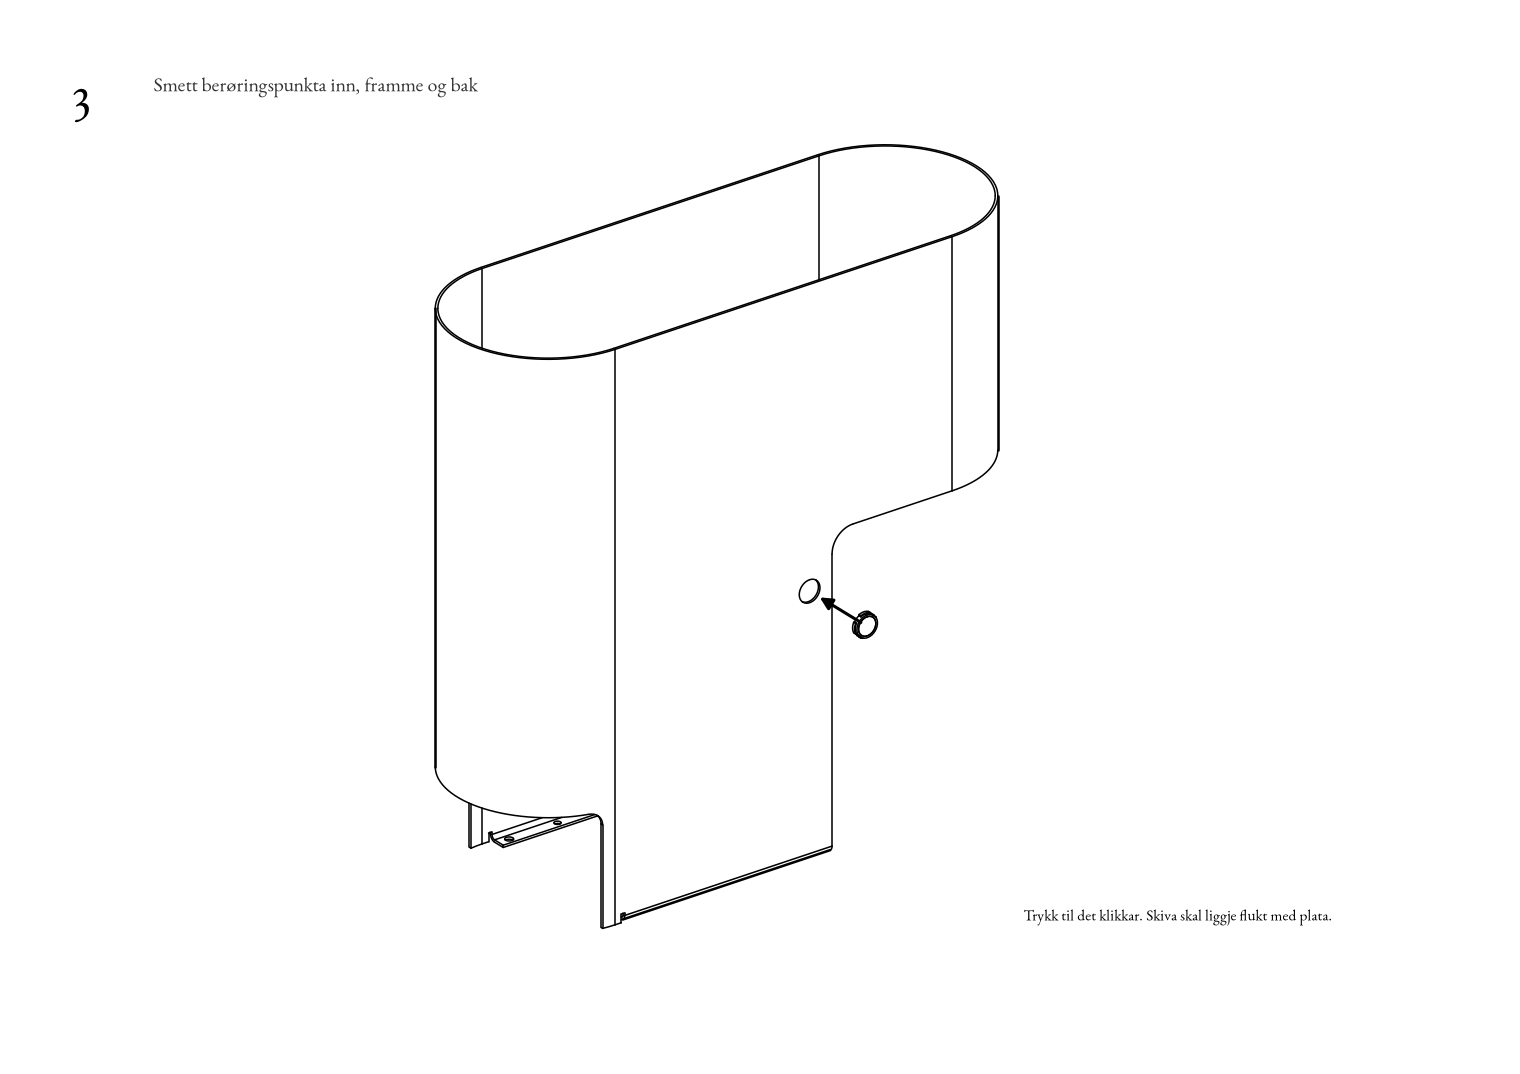 3
Smett berøringspunkta inn, framme og bak
Trykk til det klikkar. Skiva skal liggje flukt med plata.